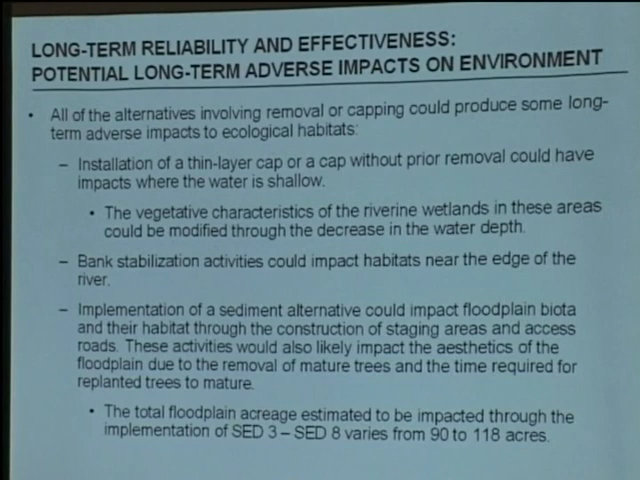 LONG-TERM RELIABILITY AND EFFECTIVENESS:
POTENTIAL LONG-TERM ADVERSE IMPACTS ON ENVIRONMENT
• All of the alternatives involving removal or capping could produce some long-
term adverse impacts to ecological habitats:
– Installation of a thin-layer cap or a cap without prior removal could have
impacts where the water is shallow.
• The vegetative characteristics of the riverine wetlands in these areas
could be modified through the decrease in the water depth.
– Bank stabilization activities could impact habitats near the edge of the
river.
– Implementation of a sediment alternative could impact floodplain biota
and their habitat through the construction of staging areas and access
roads. These activities would also likely impact the aesthetics of the
floodplain due to the removal of mature trees and the time required for
replanted trees to mature.
• The total floodplain acreage estimated to be impacted through the
implementation of SED 3 – SED 8 varies from 90 to 118 acres.